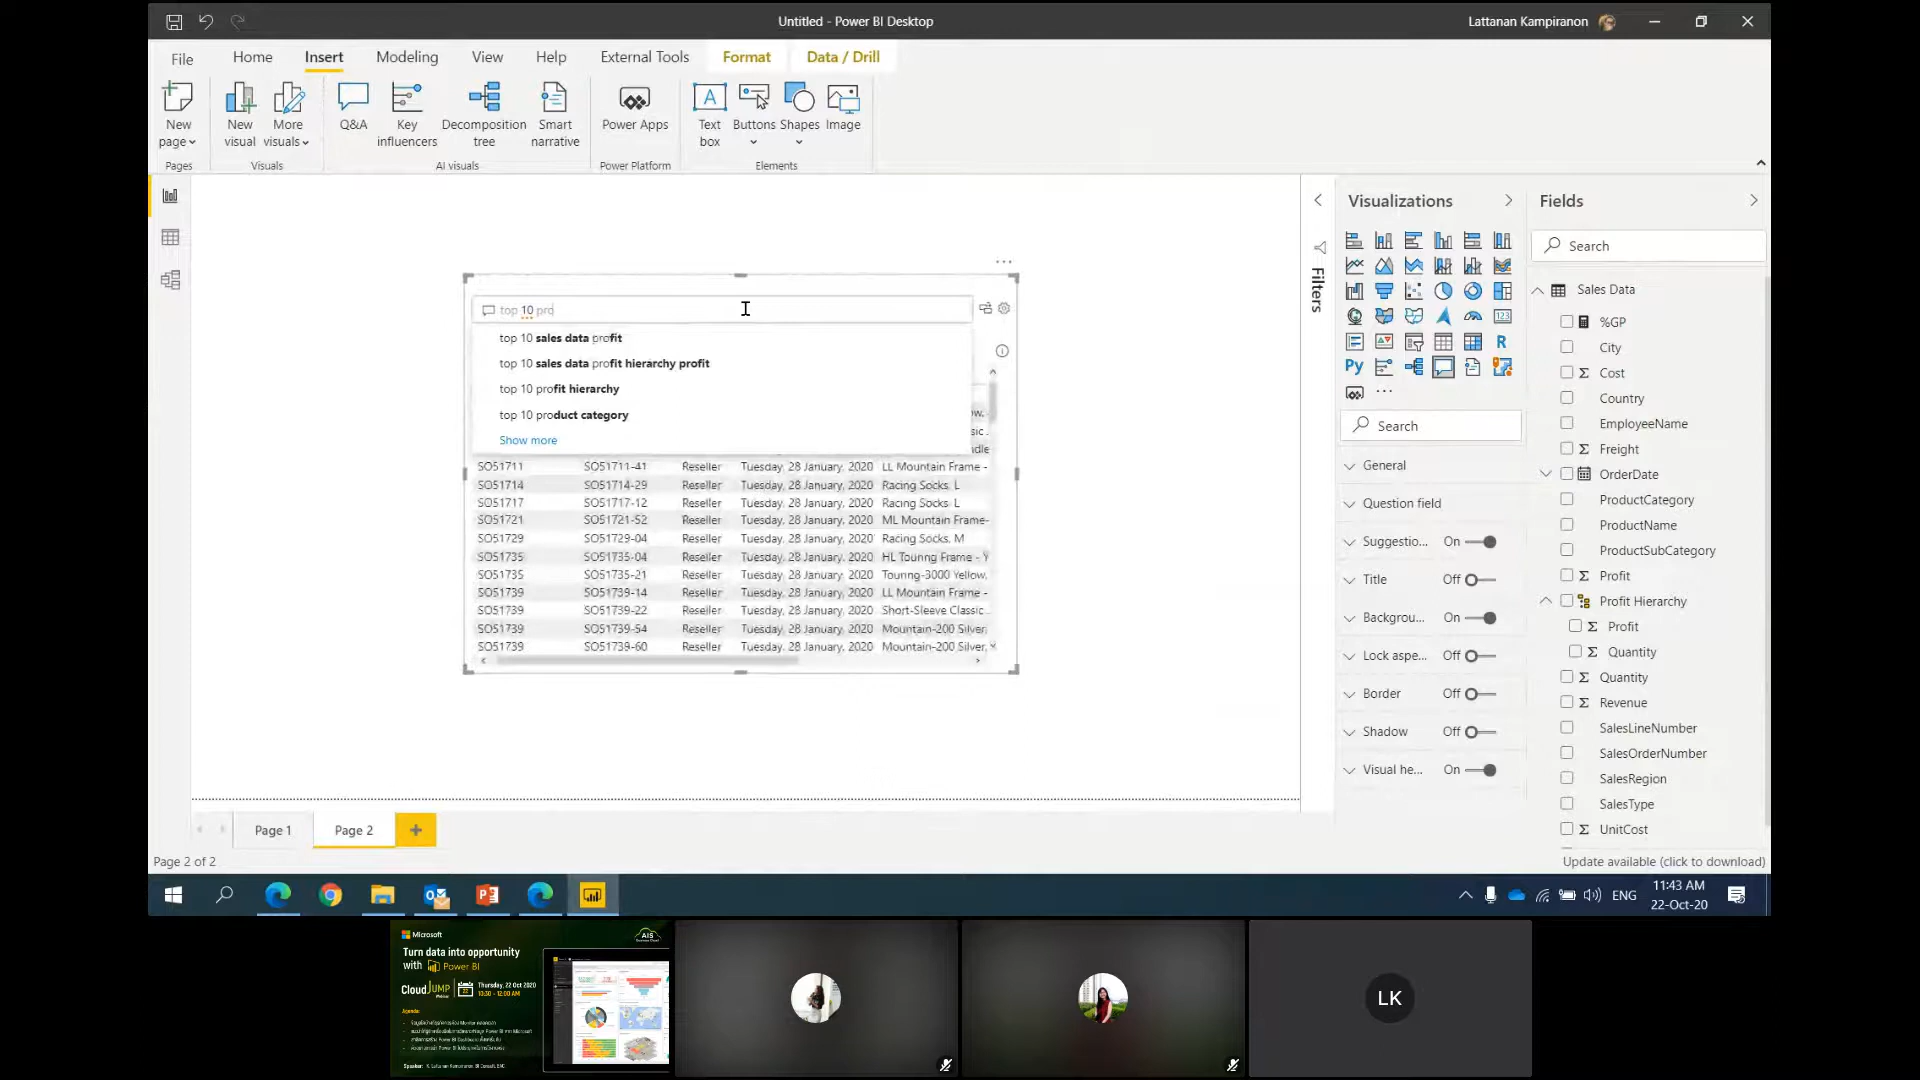 Untitled - Power BI Desktop
Lattanan Kampiranon
File
Home
Insert
Modeling
View
Help
External Tools
Format
Data / Drill
New page
New visual
More visuals
Q&A
Key influencers
Decomposition tree
Smart narrative
Power Apps
Text box
Buttons
Shapes
Image
Pages
Visuals
AI visuals
Power Platform
Elements
top 10 pro
top 10 sales data profit
top 10 sales data profit hierarchy profit
top 10 profit hierarchy
top 10 product category
Show more
SO51711 SO51711-41 Reseller Tuesday, 28 January, 2020 LL Mountain Frame -
SO51714 SO51714-29 Reseller Tuesday, 28 January, 2020 Racing Socks, L
SO51717 SO51717-12 Reseller Tuesday, 28 January, 2020 Racing Socks, L
SO51721 SO51721-52 Reseller Tuesday, 28 January, 2020 ML Mountain Frame-
SO51729 SO51729-04 Reseller Tuesday, 28 January, 2020 Racing Socks, M
SO51735 SO51735-04 Reseller Tuesday, 28 January, 2020 HL Touring Frame - Y
SO51735 SO51735-21 Reseller Tuesday, 28 January, 2020 Touring-3000 Yellow,
SO51739 SO51739-14 Reseller Tuesday, 28 January, 2020 LL Mountain Frame -
SO51739 SO51739-22 Reseller Tuesday, 28 January, 2020 Short-Sleeve Classic
SO51739 SO51739-54 Reseller Tuesday, 28 January, 2020 Mountain-200 Silver,
SO51739 SO51739-60 Reseller Tuesday, 28 January, 2020 Mountain-200 Silver,
Filters
Visualizations
Search
General
Question field
Suggestio... On
Title Off
Backgrou... On
Lock aspe... Off
Border Off
Shadow Off
Visual he... On
Fields
Search
Sales Data
%GP
City
Cost
Country
EmployeeName
Freight
OrderDate
ProductCategory
ProductName
ProductSubCategory
Profit
Profit Hierarchy
Profit
Quantity
Quantity
Revenue
SalesLineNumber
SalesOrderNumber
SalesRegion
SalesType
UnitCost
Page 1
Page 2
Page 2 of 2
Update available (click to download)
ENG
11:43 AM
22-Oct-20
Microsoft
AIS
Turn data into opportunity
with Power BI
CloudJUMP
Thursday, 22 Oct 2020
10:30 - 12:00 AM
Agenda:
LK